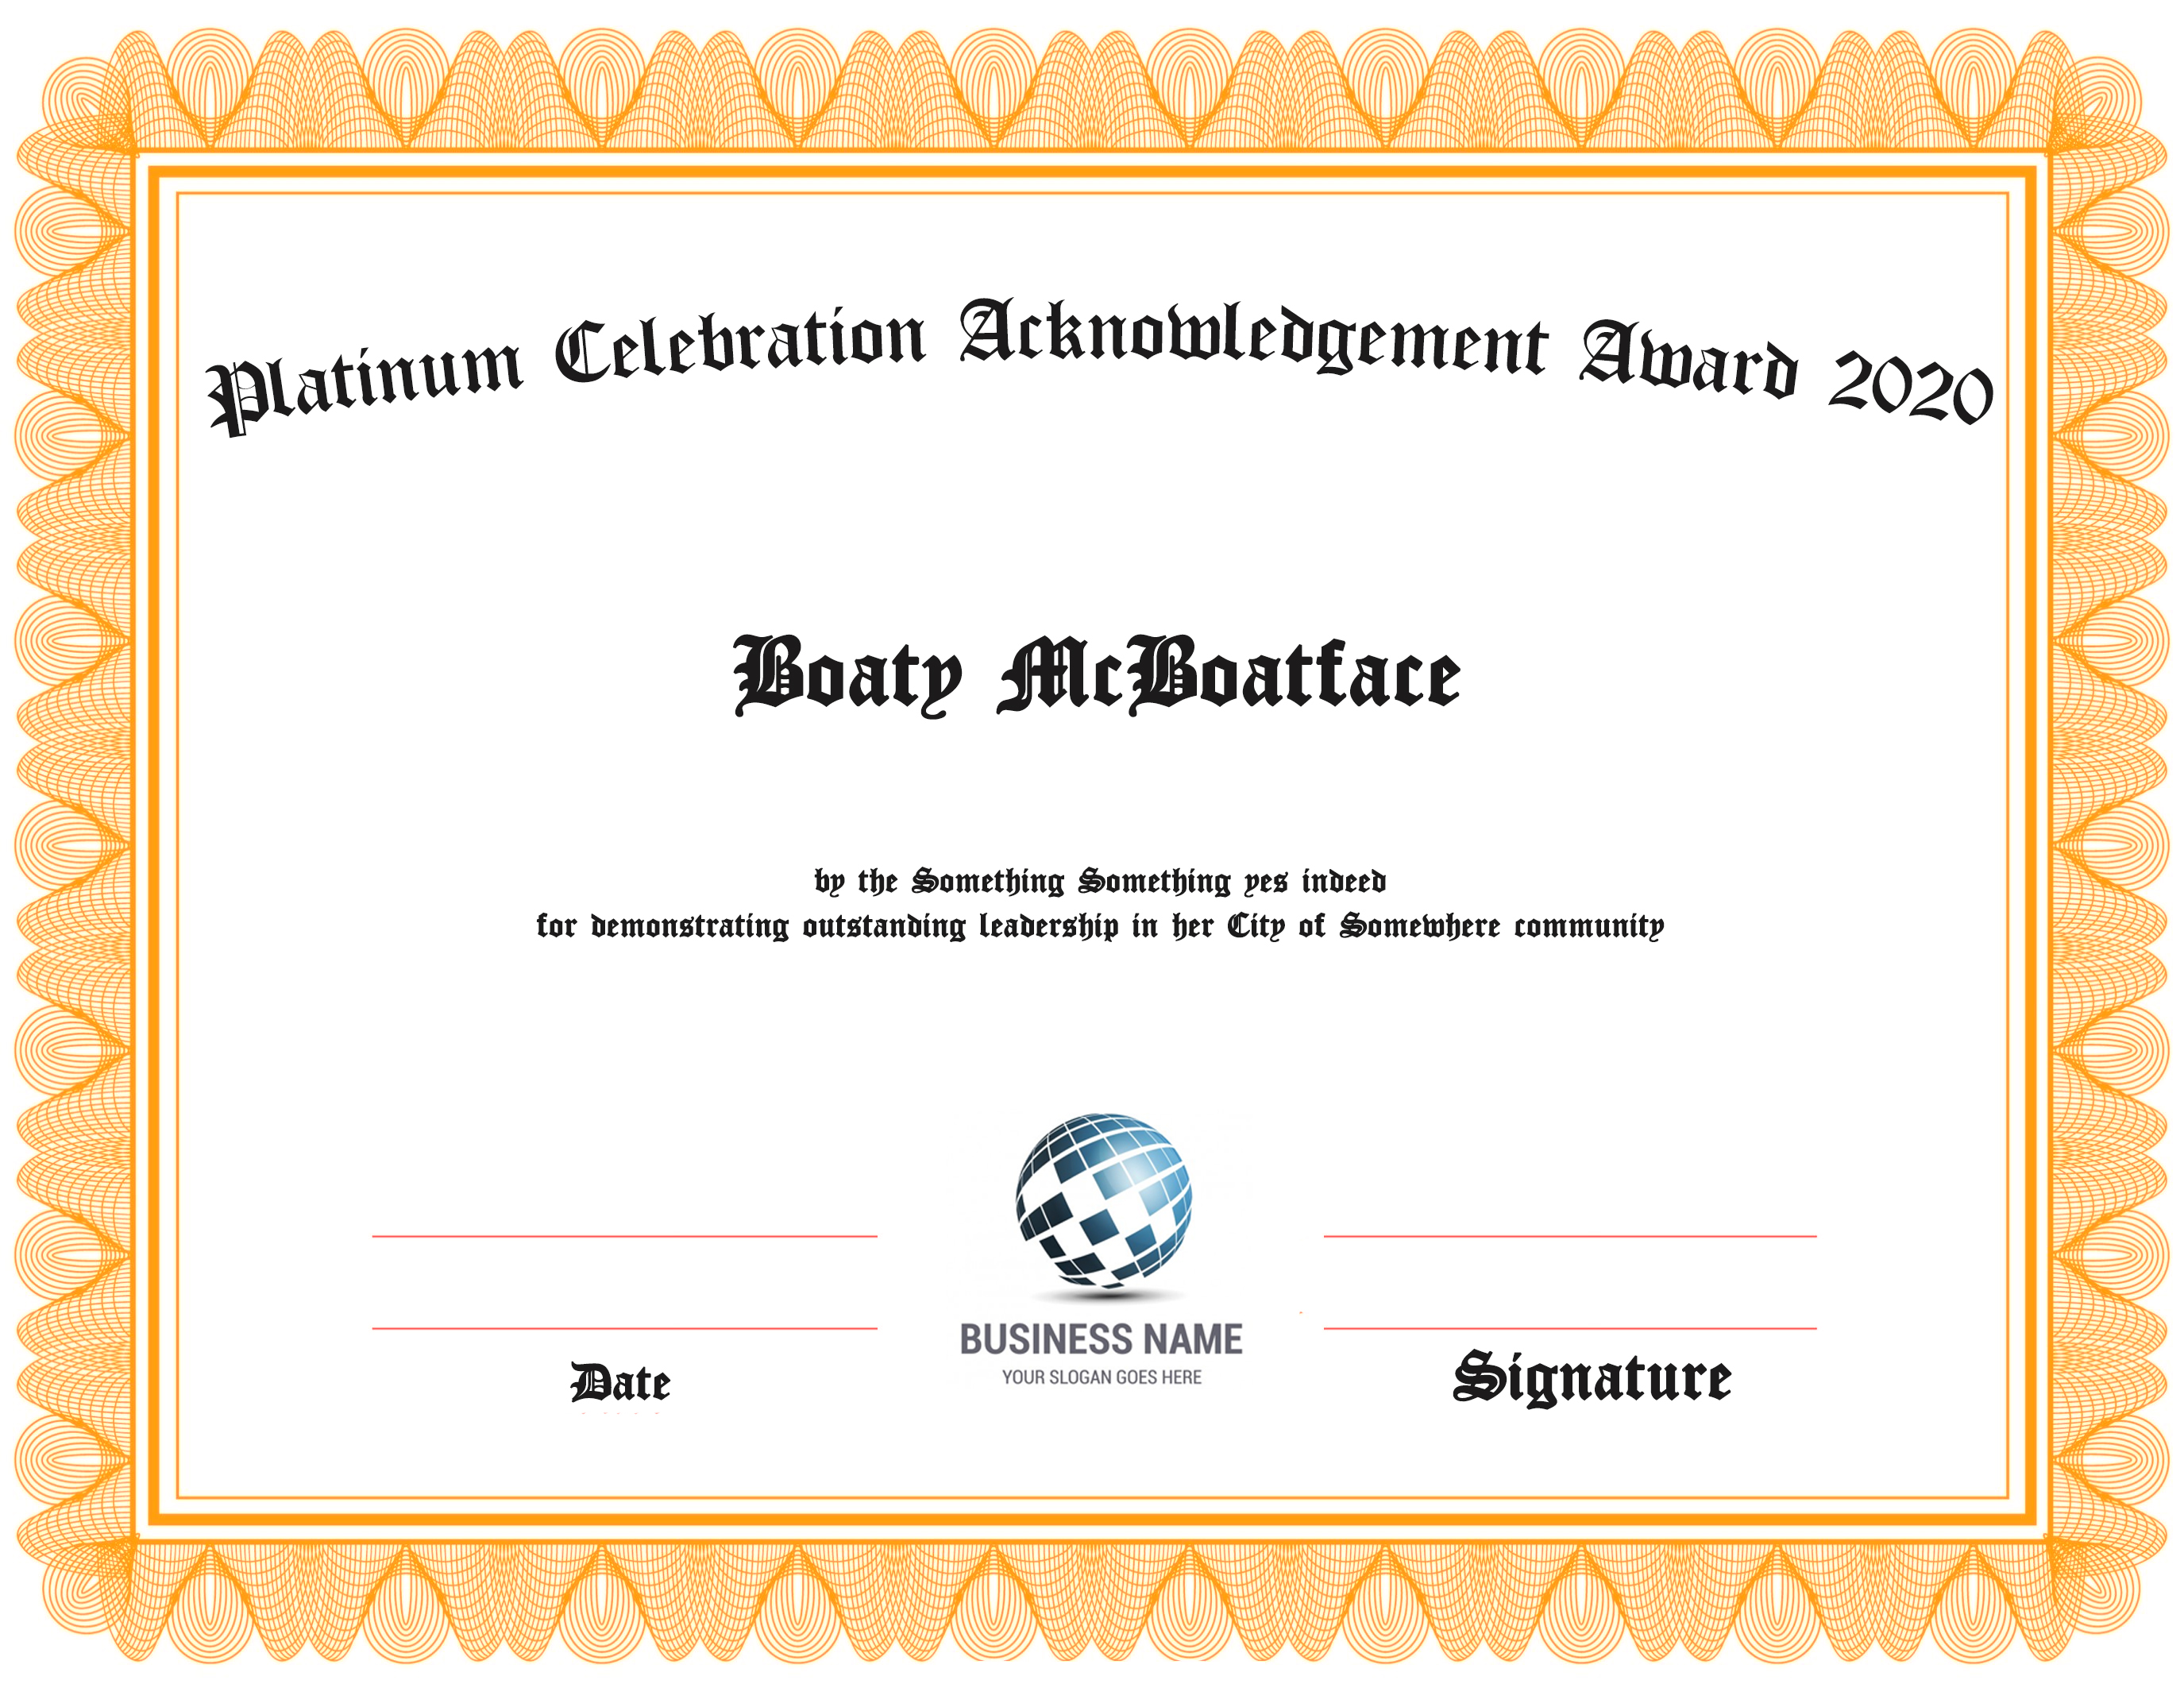 Platinum Celebration Acknowledgement Award 2020
Boaty McBoatface
by the Something Something yes indeed
for demonstrating outstanding leadership in her City of Somewhere community
BUSINESS NAME
YOUR SLOGAN GOES HERE
Date
Signature